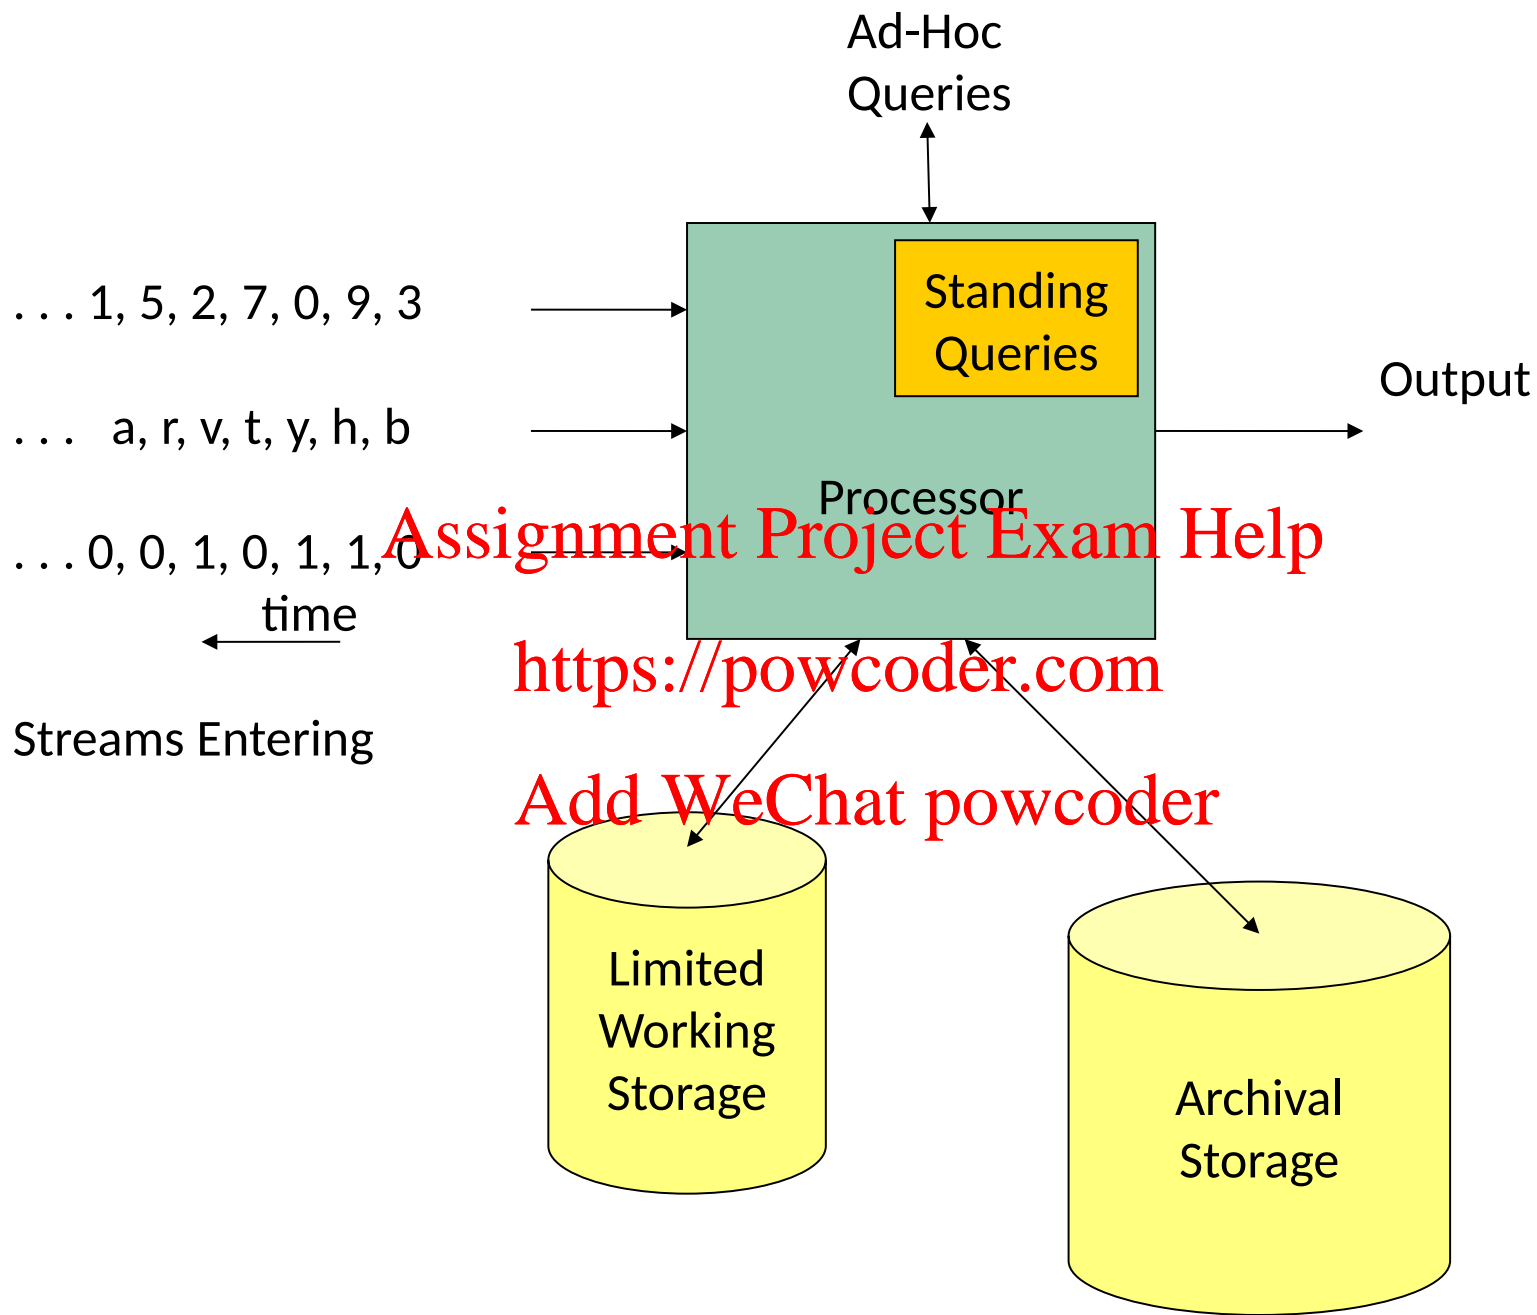 Ad-Hoc
Queries
Standing
Queries
. . . 1, 5, 2, 7, 0, 9, 3
Output
. . . a, r, v, t, y, h, b
Processor
Assignment Project Exam Help
. . . 0, 0, 1, 0, 1, 1, 0
time
https://powcoder.com
Streams Entering
Add WeChat powcoder
Limited
Working
Storage
Archival
Storage